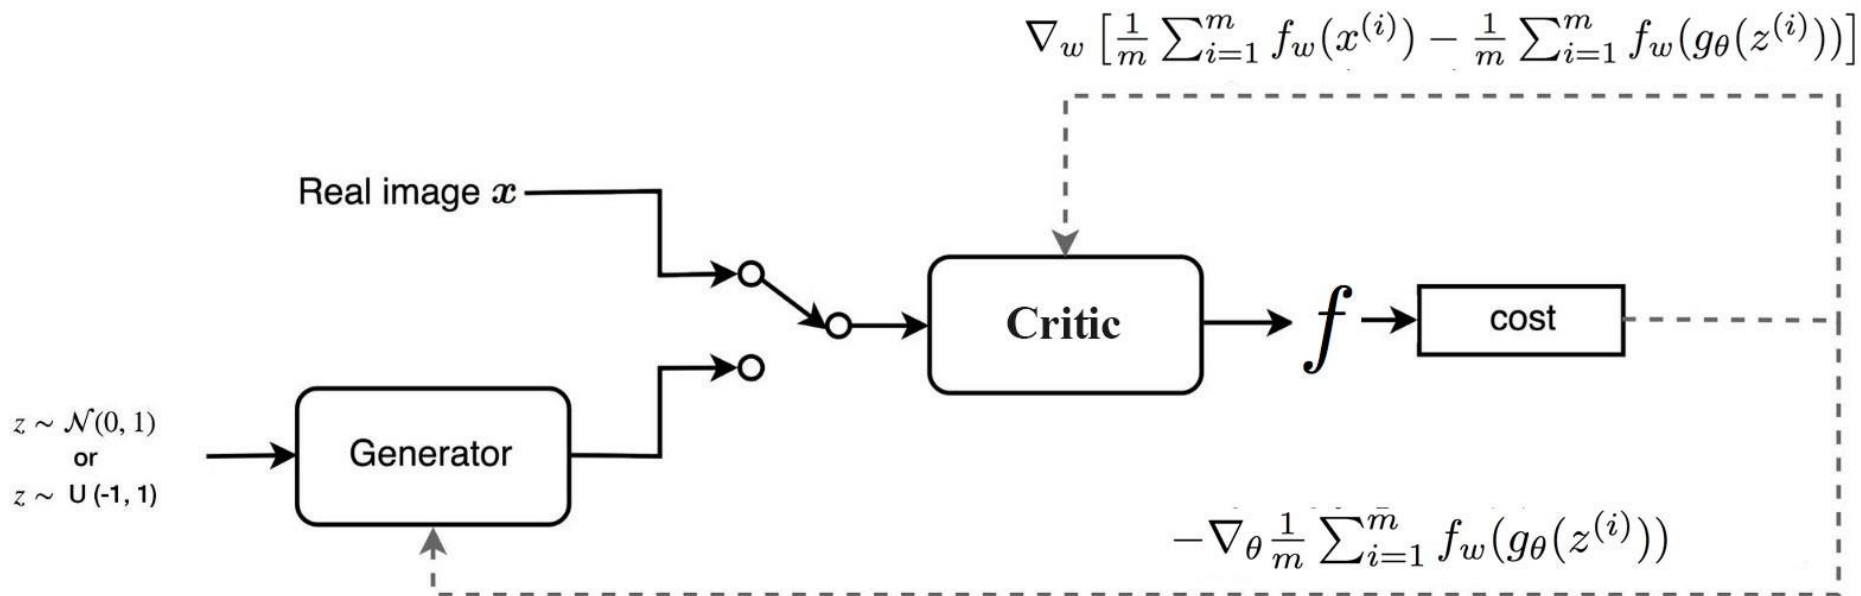 ∇_w [1/m ∑_{i=1}^m f_w(x^{(i)}) − 1/m ∑_{i=1}^m f_w(g_θ(z^{(i)}))]
Real image x
Critic
f
cost
z ∼ 𝒩(0, 1)
or
z ∼ U (-1, 1)
Generator
−∇_θ 1/m ∑_{i=1}^m f_w(g_θ(z^{(i)}))